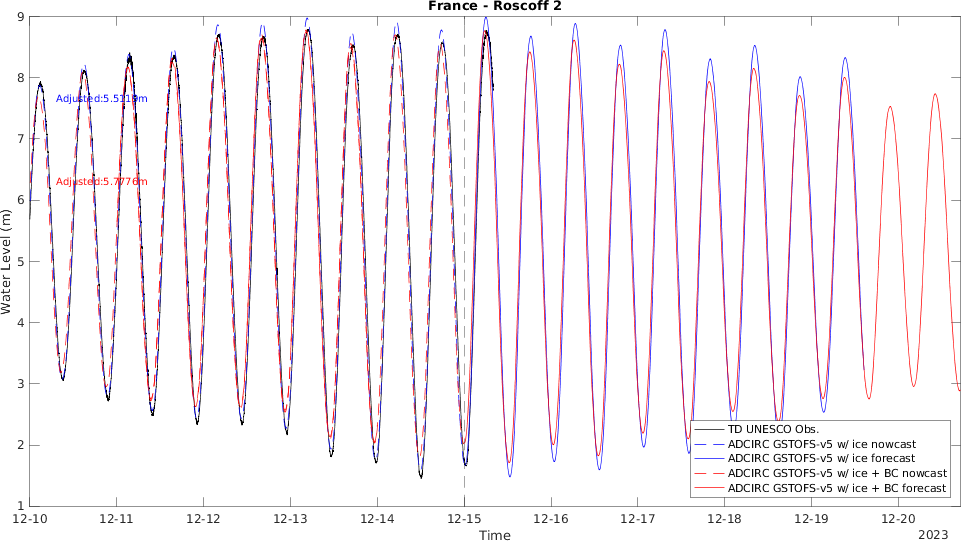 France - Roscoff 2
9
8
7
6
5
4
3
2
1
Water Level (m)
Adjusted:5.5119m
Adjusted:5.7776m
TD UNESCO Obs.
ADCIRC GSTOFS-v5 w/ ice nowcast
ADCIRC GSTOFS-v5 w/ ice forecast
ADCIRC GSTOFS-v5 w/ ice + BC nowcast
ADCIRC GSTOFS-v5 w/ ice + BC forecast
12-10 12-11 12-12 12-13 12-14 12-15 12-16 12-17 12-18 12-19 12-20
Time
2023